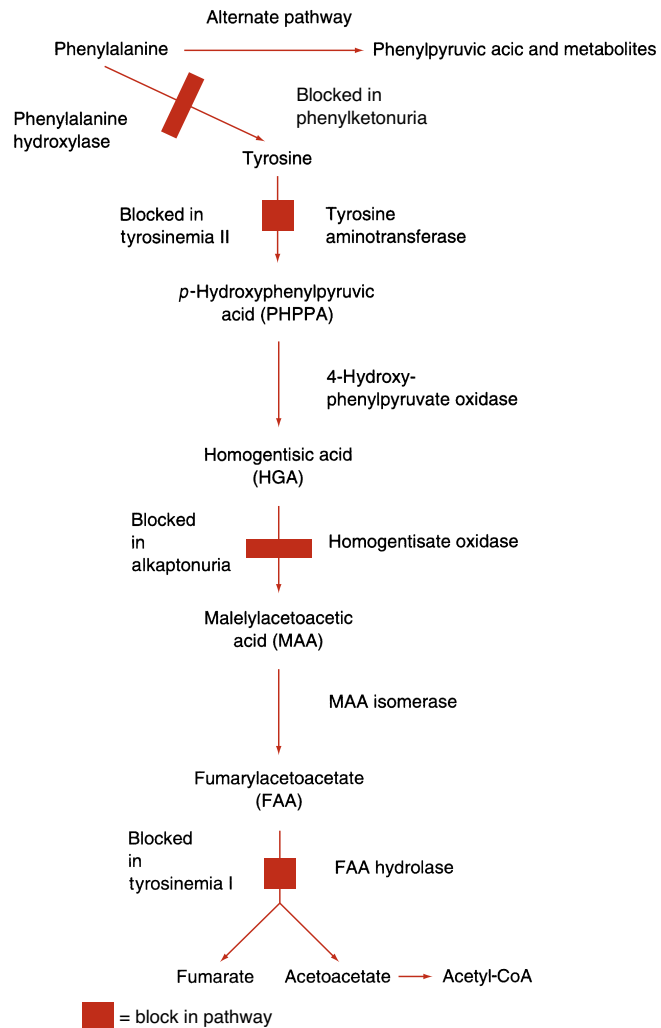 Alternate pathway
Phenylalanine
Phenylpyruvic acic and metabolites
Blocked in
phenylketonuria
Phenylalanine
hydroxylase
Tyrosine
Blocked in
tyrosinemia II
Tyrosine
aminotransferase
p-Hydroxyphenylpyruvic
acid (PHPPA)
4-Hydroxy-
phenylpyruvate oxidase
Homogentisic acid
(HGA)
Blocked
in
alkaptonuria
Homogentisate oxidase
Malelylacetoacetic
acid (MAA)
MAA isomerase
Fumarylacetoacetate
(FAA)
Blocked
in
tyrosinemia I
FAA hydrolase
Fumarate
Acetoacetate
Acetyl-CoA
= block in pathway